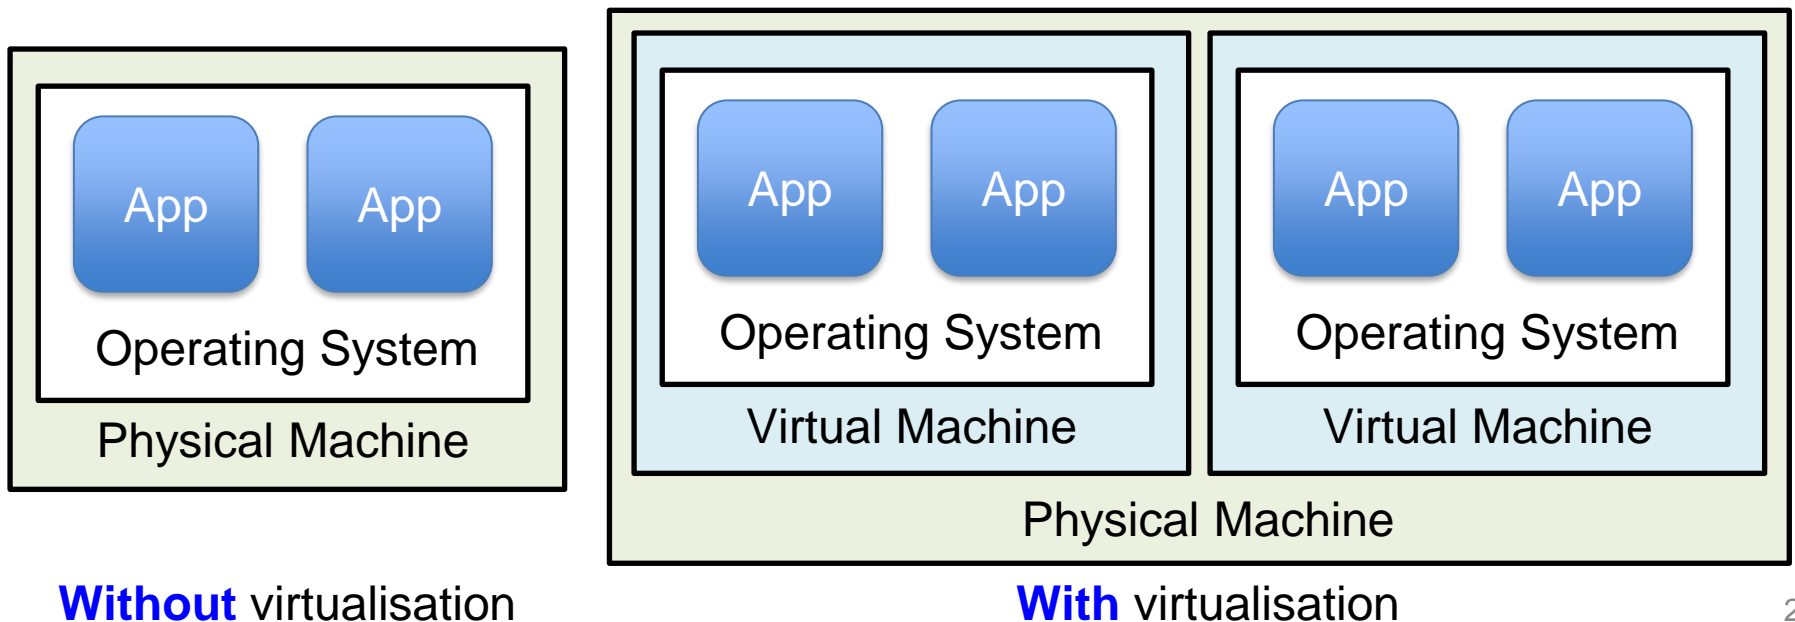 App App
Operating System
Physical Machine
Without virtualisation
App App
Operating System
Virtual Machine
App App
Operating System
Virtual Machine
Physical Machine
With virtualisation
2